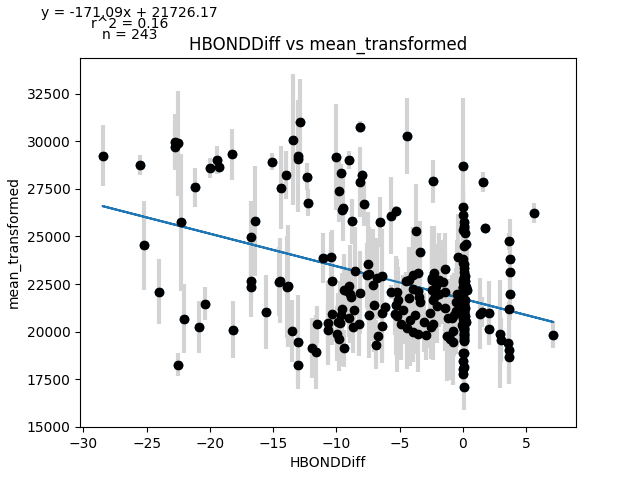 y = -171.09x + 21726.17
r^2 = 0.16
n = 243
HBONDDiff vs mean_transformed
32500
30000
27500
25000
22500
20000
17500
15000
mean_transformed
−30 −25 −20 −15 −10 −5 0 5
HBONDDiff